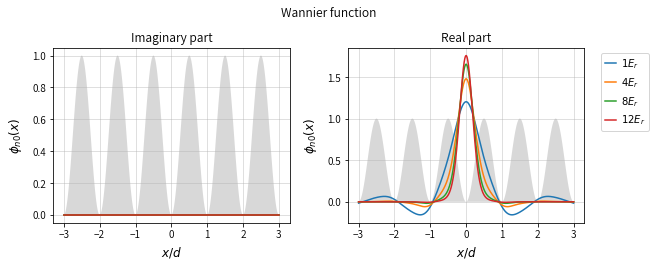 Wannier function
Imaginary part
1.0
0.8
0.6
0.4
0.2
0.0
ϕn0(x)
−3 −2 −1 0 1 2 3
x/d
Real part
1.5
1.0
0.5
0.0
ϕn0(x)
−3 −2 −1 0 1 2 3
x/d
1Er
4Er
8Er
12Er